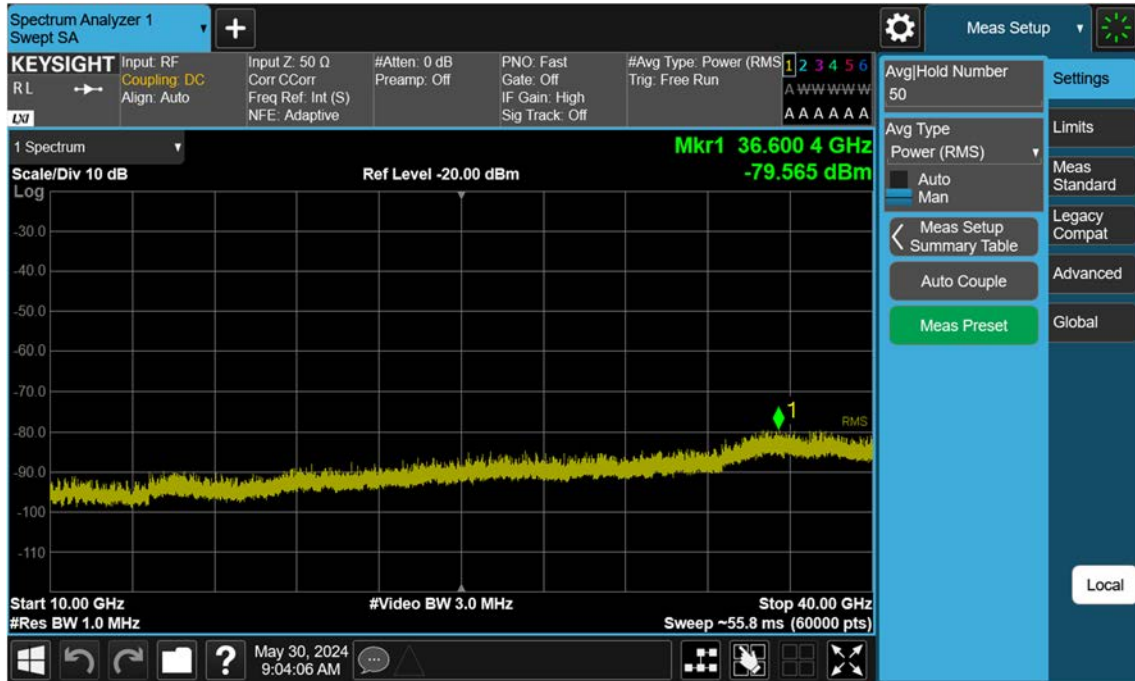 Spectrum Analyzer 1
Swept SA
Meas Setup
KEYSIGHT
R L
LXI
Input: RF
Coupling: DC
Align: Auto
Input Z: 50 Ω
Corr CCorr
Freq Ref: Int (S)
NFE: Adaptive
#Atten: 0 dB
Preamp: Off
PNO: Fast
Gate: Off
IF Gain: High
Sig Track: Off
#Avg Type: Power (RMS
Trig: Free Run
1 2 3 4 5 6
A W W W W W
A A A A A A
1 Spectrum
Mkr1 36.600 4 GHz
Scale/Div 10 dB
Ref Level -20.00 dBm
-79.565 dBm
Log
-30.0
-40.0
-50.0
-60.0
-70.0
1
RMS
-80.0
-90.0
-100
-110
Start 10.00 GHz
#Video BW 3.0 MHz
Stop 40.00 GHz
#Res BW 1.0 MHz
Sweep ~55.8 ms (60000 pts)
?
May 30, 2024
9:04:06 AM
Avg|Hold Number
50
Avg Type
Power (RMS)
Auto
Man
Meas Setup
Summary Table
Auto Couple
Meas Preset
Settings
Limits
Meas
Standard
Legacy
Compat
Advanced
Global
Local